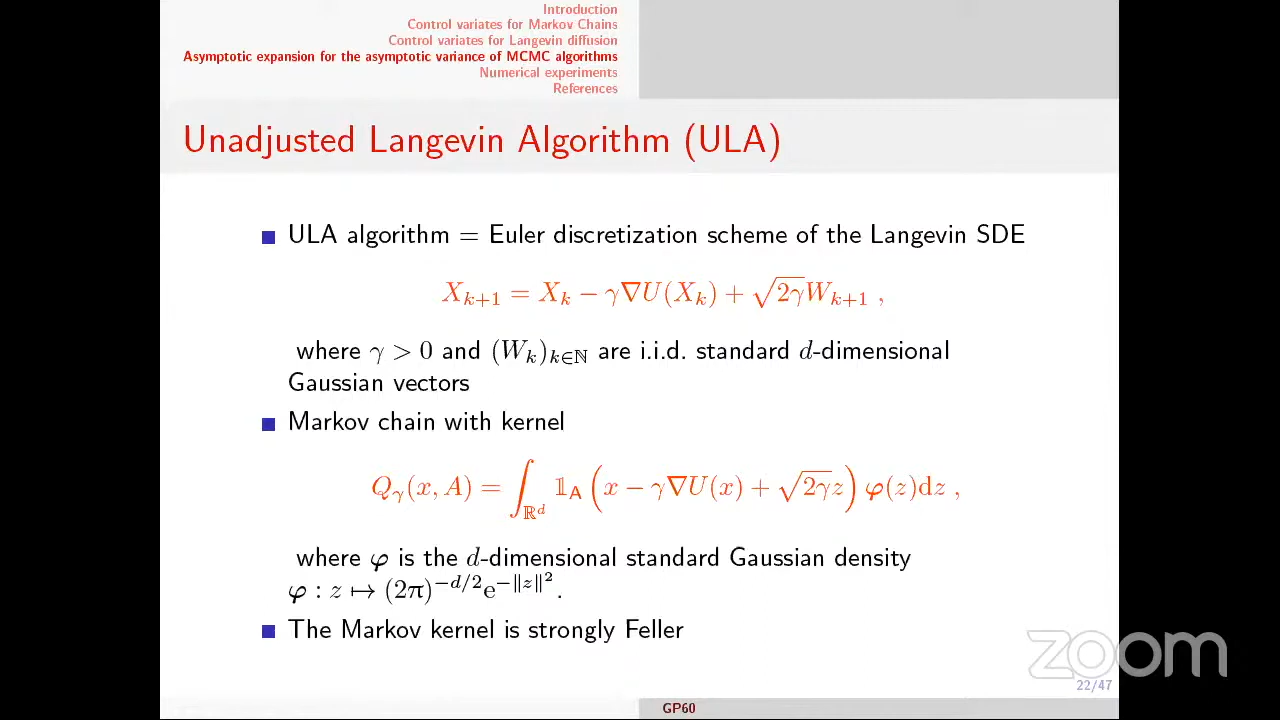 Introduction
Control variates for Markov Chains
Control variates for Langevin diffusion
Asymptotic expansion for the asymptotic variance of MCMC algorithms
Numerical experiments
References
Unadjusted Langevin Algorithm (ULA)
ULA algorithm = Euler discretization scheme of the Langevin SDE
X_{k+1} = X_k − γ∇U(X_k) + √(2γ)W_{k+1} ,
where γ > 0 and (W_k)_{k∈ℕ} are i.i.d. standard d-dimensional
Gaussian vectors
Markov chain with kernel
Q_γ(x, A) = ∫_{ℝ^d} 𝟙_A (x − γ∇U(x) + √(2γ)z) φ(z)dz ,
where φ is the d-dimensional standard Gaussian density
φ : z ↦ (2π)^{−d/2}e^{−‖z‖^2}.
The Markov kernel is strongly Feller
zoom
22/47
GP60